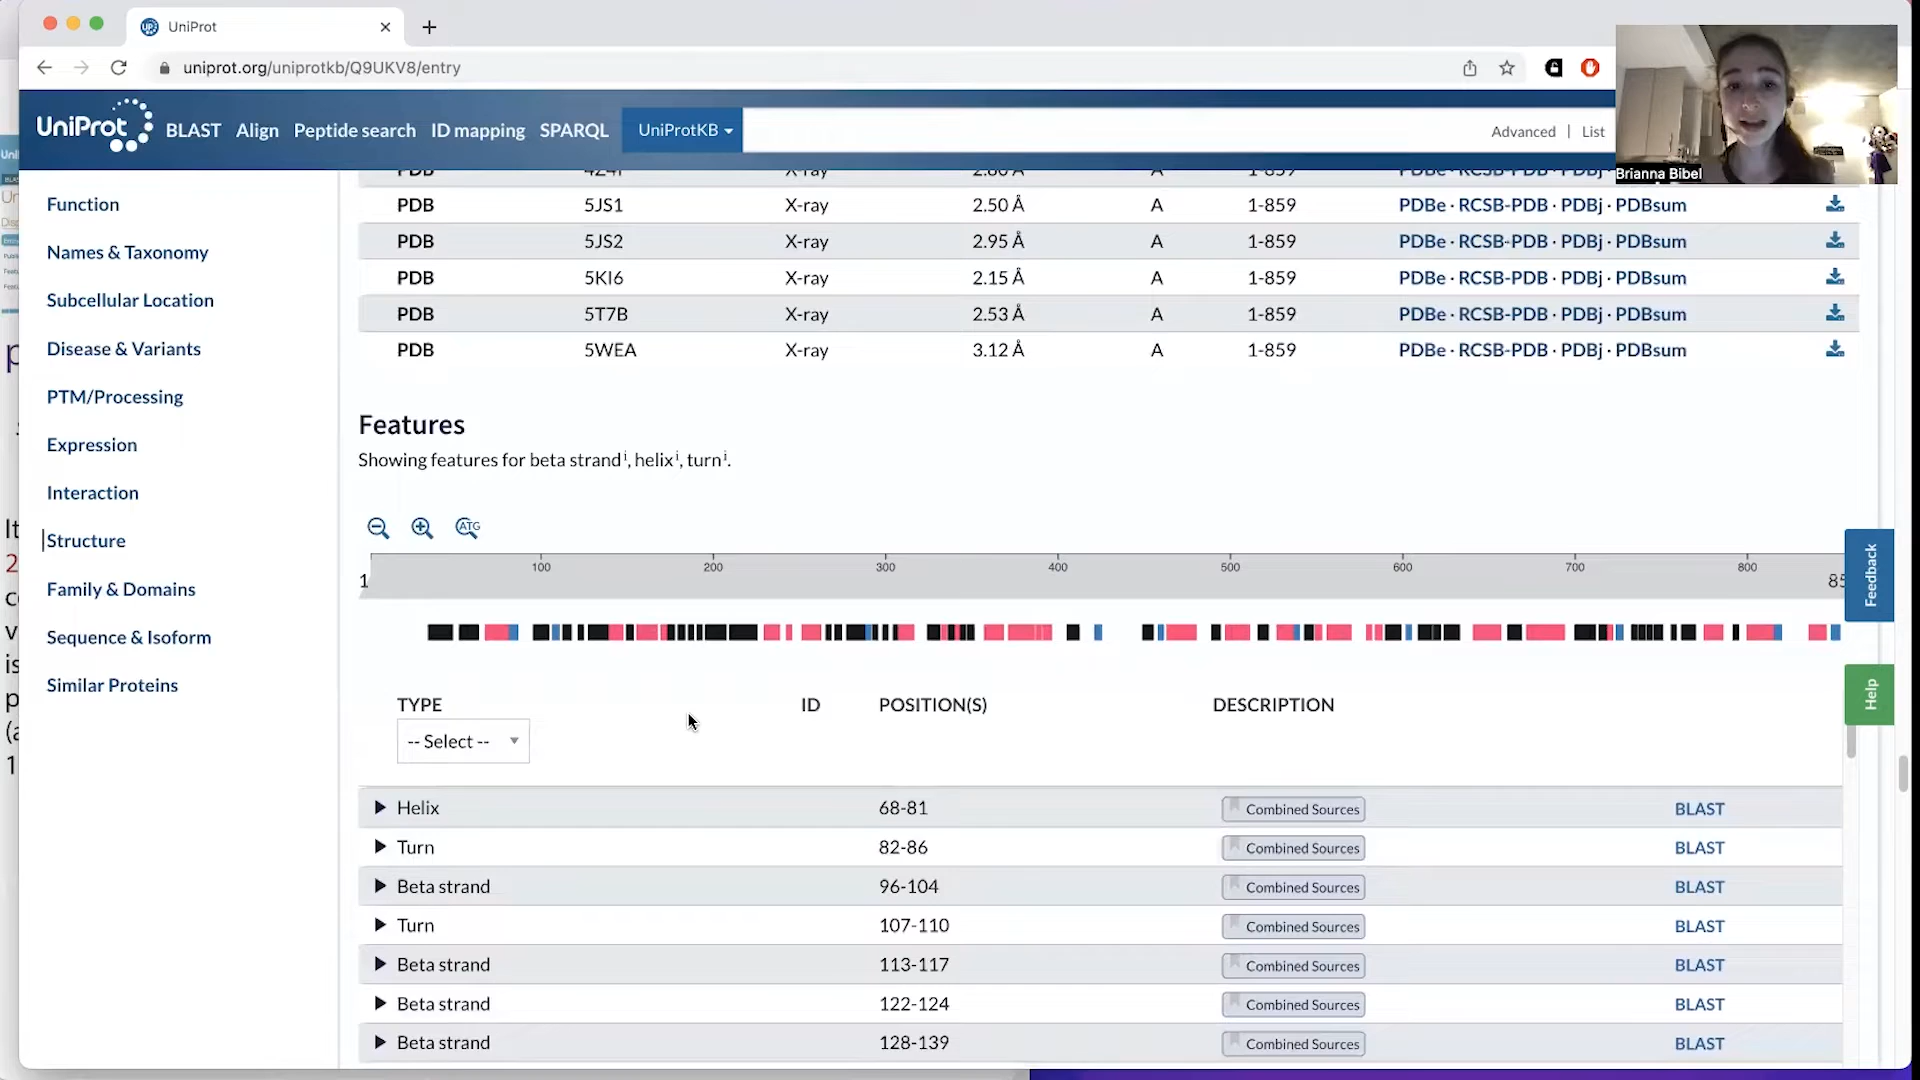 UniProt
uniprot.org/uniprotkb/Q9UKV8/entry
UniProt BLAST Align Peptide search ID mapping SPARQL UniProtKB Advanced | List
Brianna Bibel
Function
Names & Taxonomy
Subcellular Location
Disease & Variants
PTM/Processing
Expression
Interaction
Structure
Family & Domains
Sequence & Isoform
Similar Proteins
PDB 5JS1 X-ray 2.50 Å A 1-859 PDBe · RCSB-PDB · PDBj · PDBsum
PDB 5JS2 X-ray 2.95 Å A 1-859 PDBe · RCSB-PDB · PDBj · PDBsum
PDB 5KI6 X-ray 2.15 Å A 1-859 PDBe · RCSB-PDB · PDBj · PDBsum
PDB 5T7B X-ray 2.53 Å A 1-859 PDBe · RCSB-PDB · PDBj · PDBsum
PDB 5WEA X-ray 3.12 Å A 1-859 PDBe · RCSB-PDB · PDBj · PDBsum
Features
Showing features for beta strandⁱ, helixⁱ, turnⁱ.
ATG
1 100 200 300 400 500 600 700 800 85
TYPE ID POSITION(S) DESCRIPTION
-- Select --
Helix 68-81 Combined Sources BLAST
Turn 82-86 Combined Sources BLAST
Beta strand 96-104 Combined Sources BLAST
Turn 107-110 Combined Sources BLAST
Beta strand 113-117 Combined Sources BLAST
Beta strand 122-124 Combined Sources BLAST
Beta strand 128-139 Combined Sources BLAST
Feedback
Help